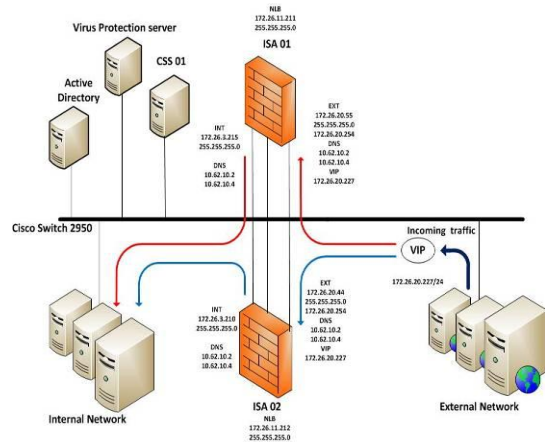 NLB
172.26.11.211
255.255.255.0
ISA 01
Virus Protection server
CSS 01
Active
Directory
EXT
172.26.20.55
255.255.255.0
172.26.20.254
DNS
10.62.10.2
10.62.10.4
VIP
172.26.20.227
INT
172.26.3.215
255.255.255.0
DNS
10.62.10.2
10.62.10.4
Cisco Switch 2950
Incoming traffic
VIP
172.26.20.227/24
EXT
172.26.20.44
255.255.255.0
172.26.20.254
DNS
10.62.10.2
10.62.10.4
VIP
172.26.20.227
INT
172.26.3.210
255.255.255.0
DNS
10.62.10.2
10.62.10.4
Internal Network
ISA 02
NLB
172.26.11.212
255.255.255.0
External Network